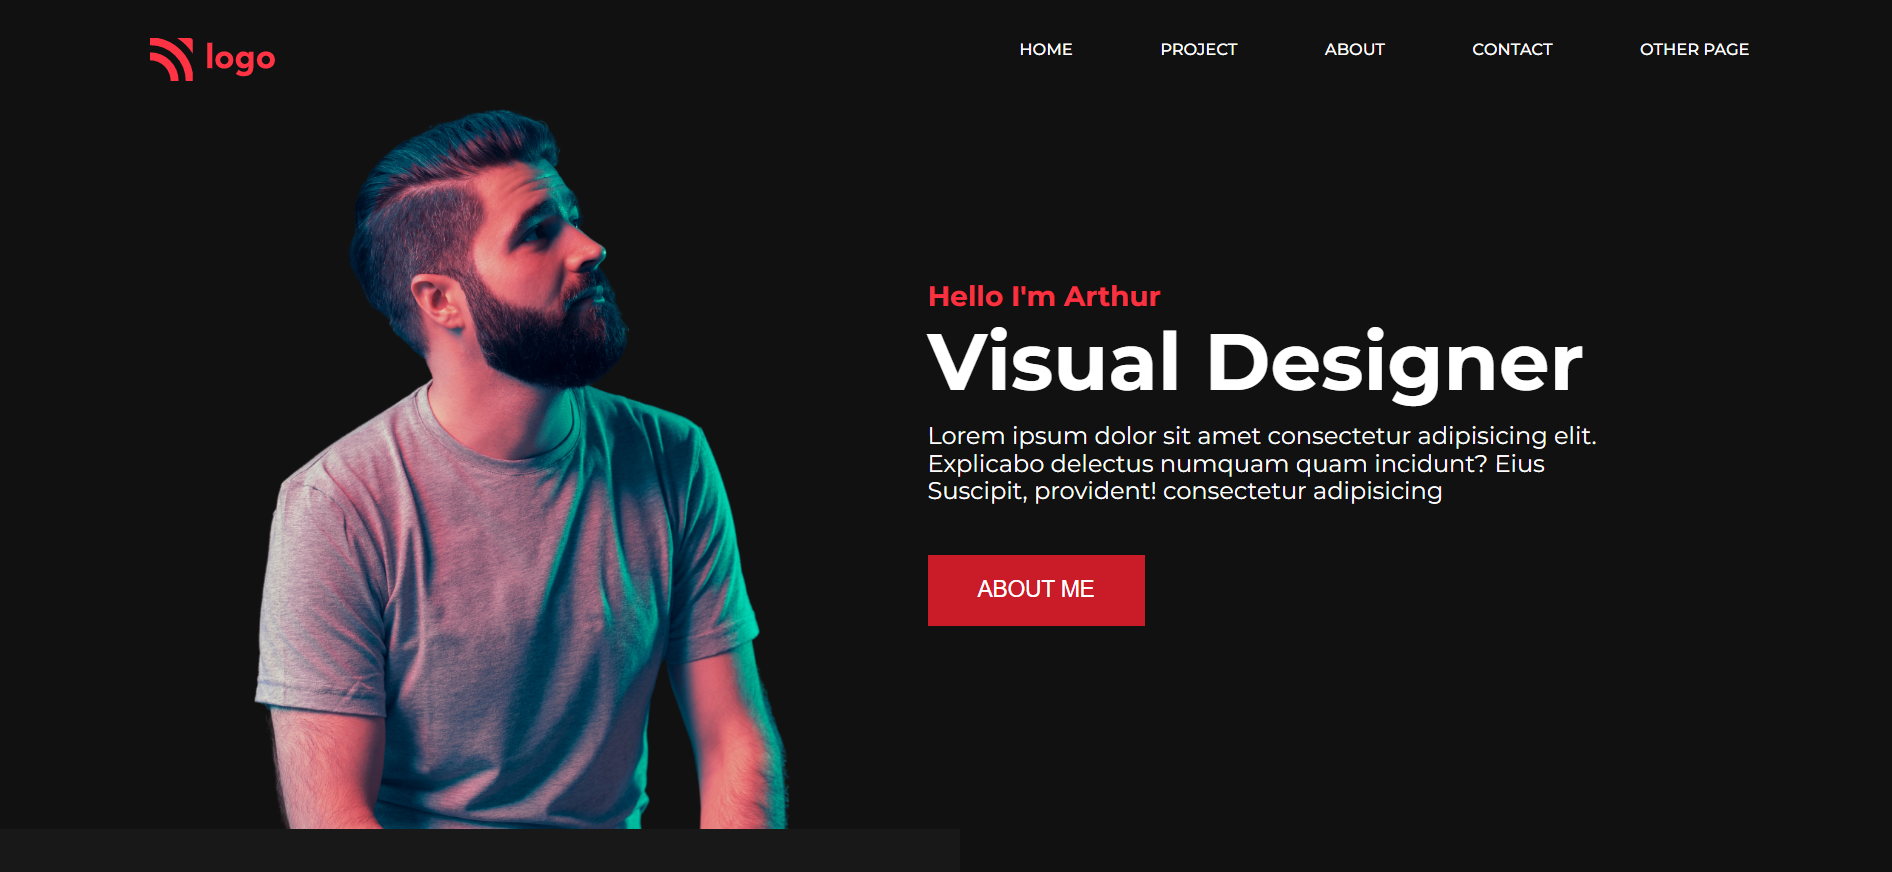 logo
HOME PROJECT ABOUT CONTACT OTHER PAGE
Hello I'm Arthur
Visual Designer
Lorem ipsum dolor sit amet consectetur adipisicing elit.
Explicabo delectus numquam quam incidunt? Eius
Suscipit, provident! consectetur adipisicing
ABOUT ME